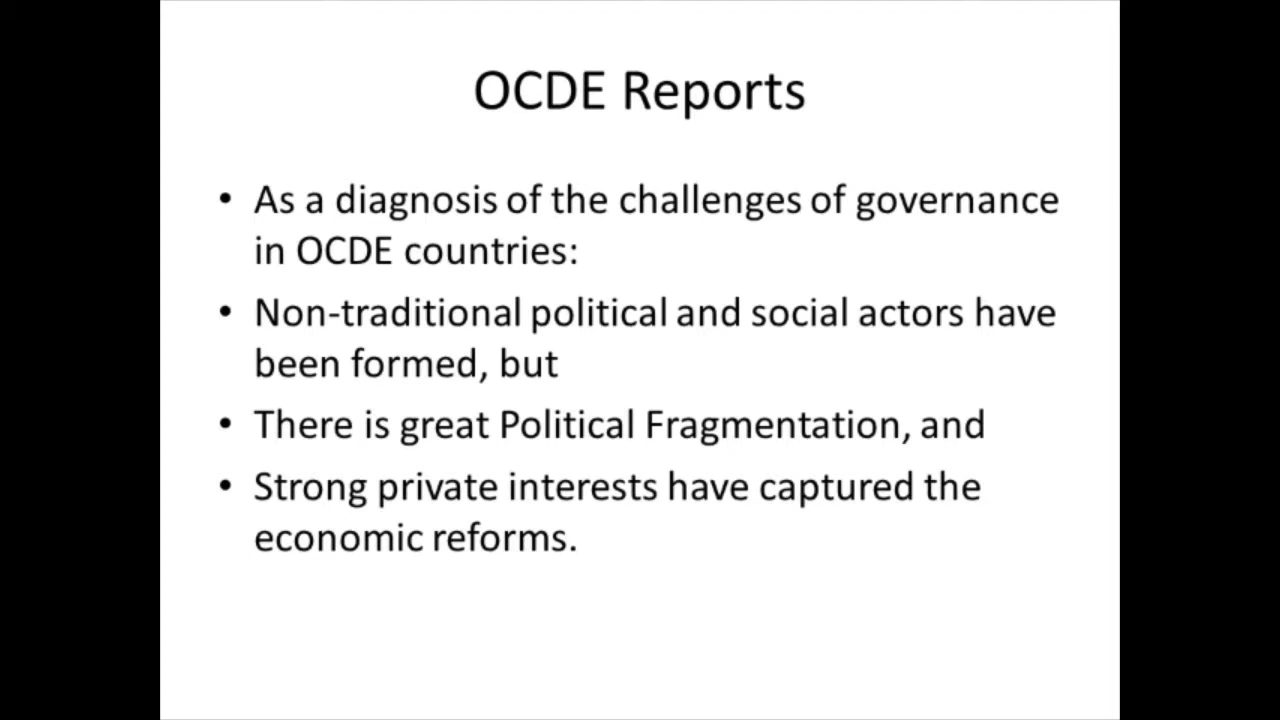 OCDE Reports
• As a diagnosis of the challenges of governance
in OCDE countries:
• Non-traditional political and social actors have
been formed, but
• There is great Political Fragmentation, and
• Strong private interests have captured the
economic reforms.